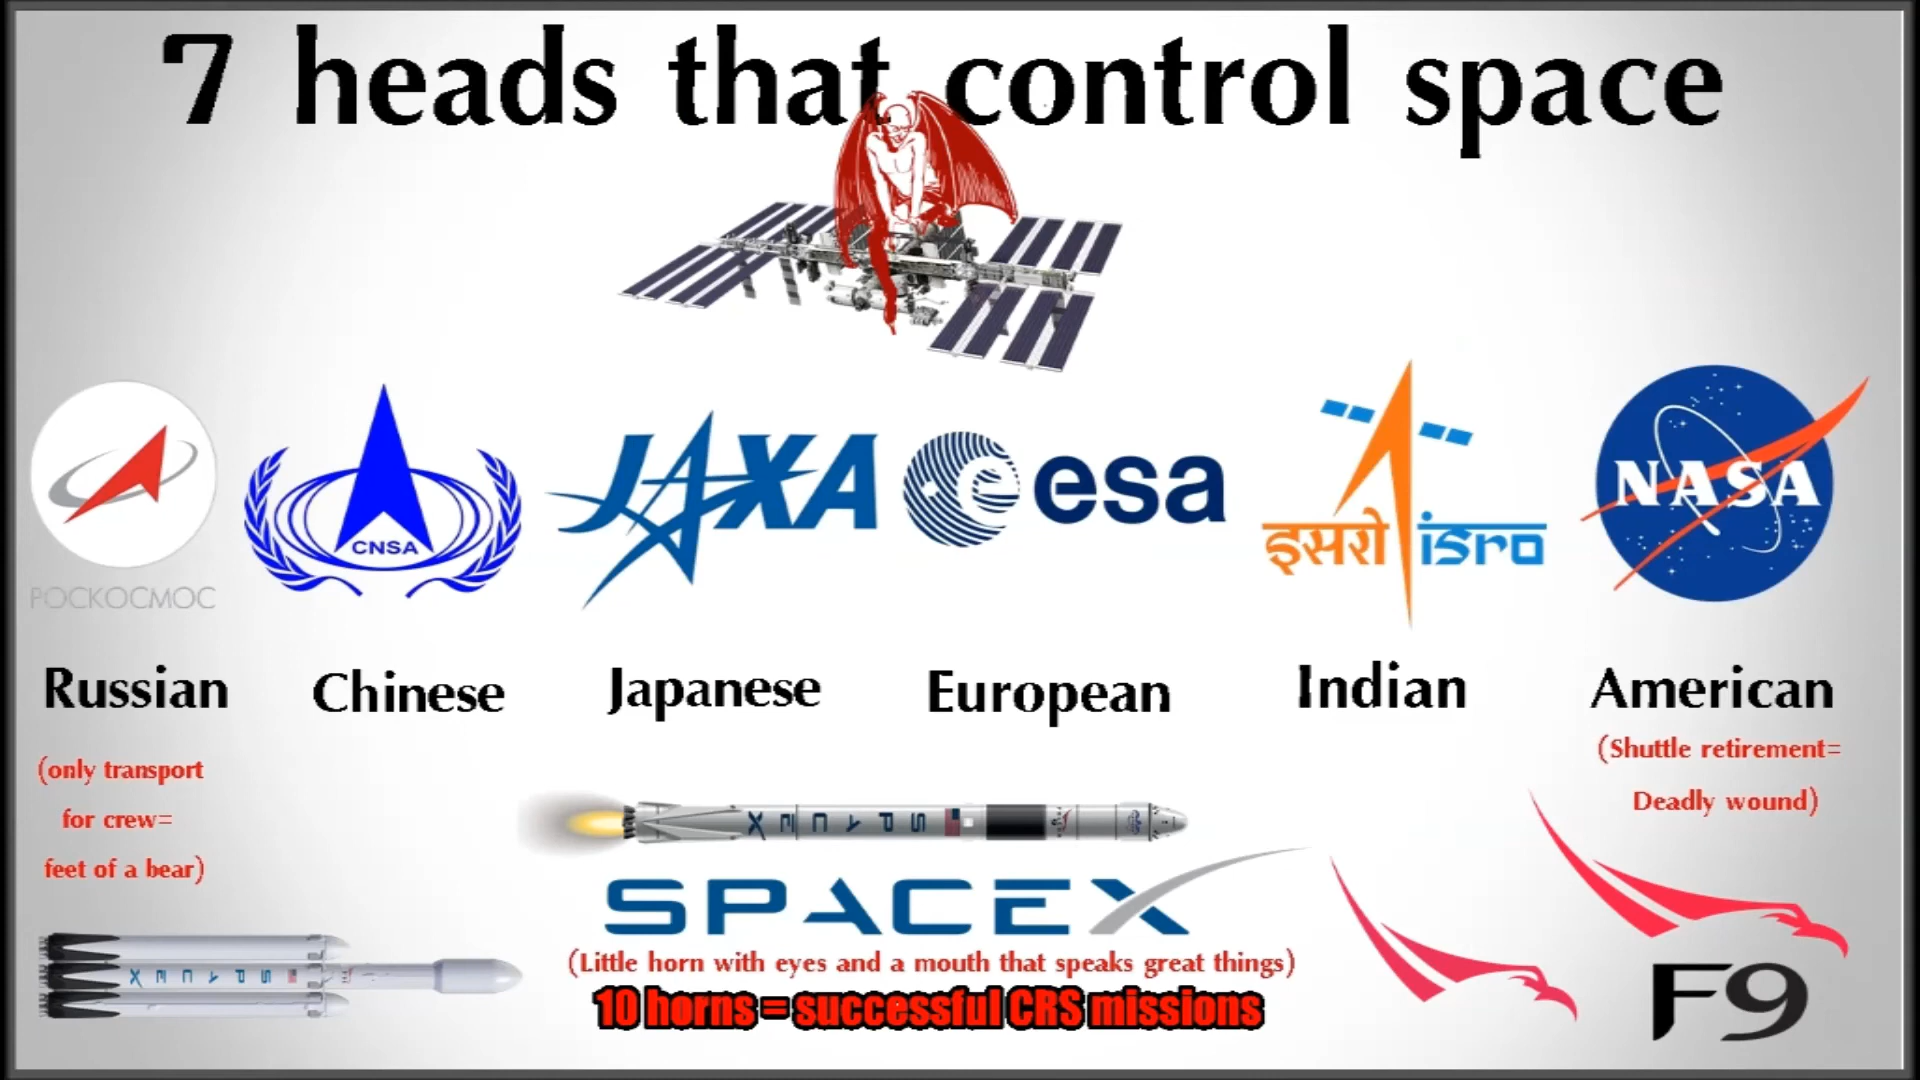 7 heads that control space
РОСКОСМОС
CNSA
JAXA
esa
इसरो isro
NASA
Russian
Chinese
Japanese
European
Indian
American
(only transport
for crew=
feet of a bear)
(Shuttle retirement=
Deadly wound)
SPACEX
SPACEX
SPACEX
(Little horn with eyes and a mouth that speaks great things)
10 horns = successful CRS missions
F9